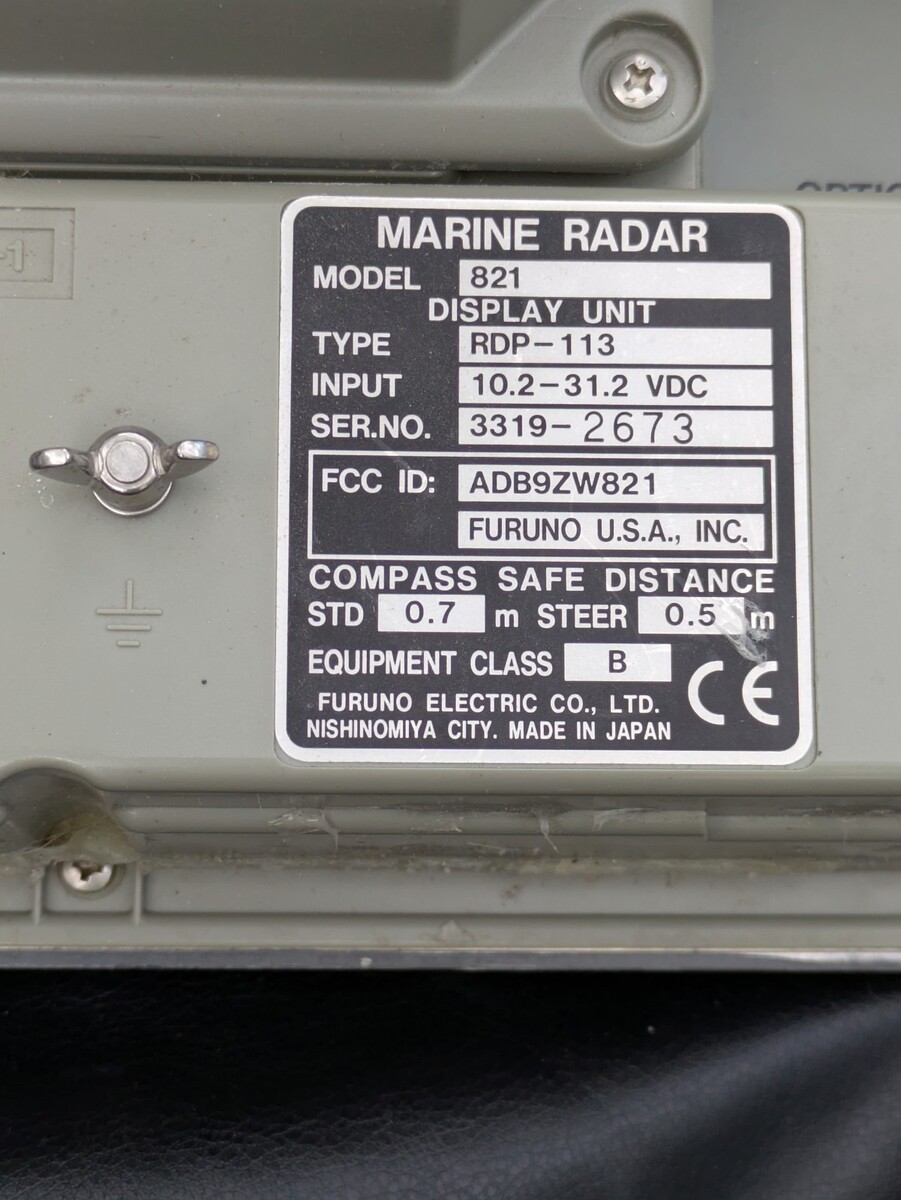 -1
MARINE RADAR
MODEL 821
DISPLAY UNIT
TYPE RDP-113
INPUT 10.2-31.2 VDC
SER.NO. 3319-2673
FCC ID: ADB9ZW821
FURUNO U.S.A., INC.
COMPASS SAFE DISTANCE
STD 0.7 m STEER 0.5 m
EQUIPMENT CLASS B
CE
FURUNO ELECTRIC CO., LTD.
NISHINOMIYA CITY. MADE IN JAPAN